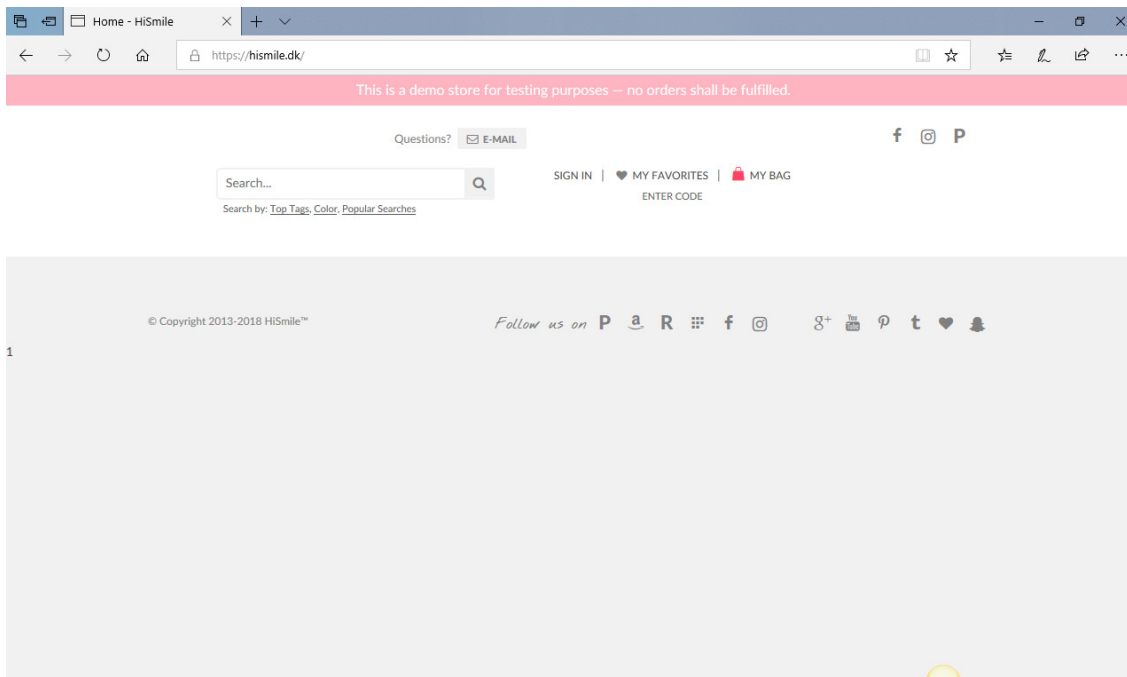 Home - HiSmile
https://hismile.dk/
This is a demo store for testing purposes — no orders shall be fulfilled.
Questions? E-MAIL
Search...
SIGN IN | MY FAVORITES | MY BAG
ENTER CODE
Search by: Top Tags, Color, Popular Searches
© Copyright 2013-2018 HiSmile™
Follow us on P a R f g+ You Tube t
1